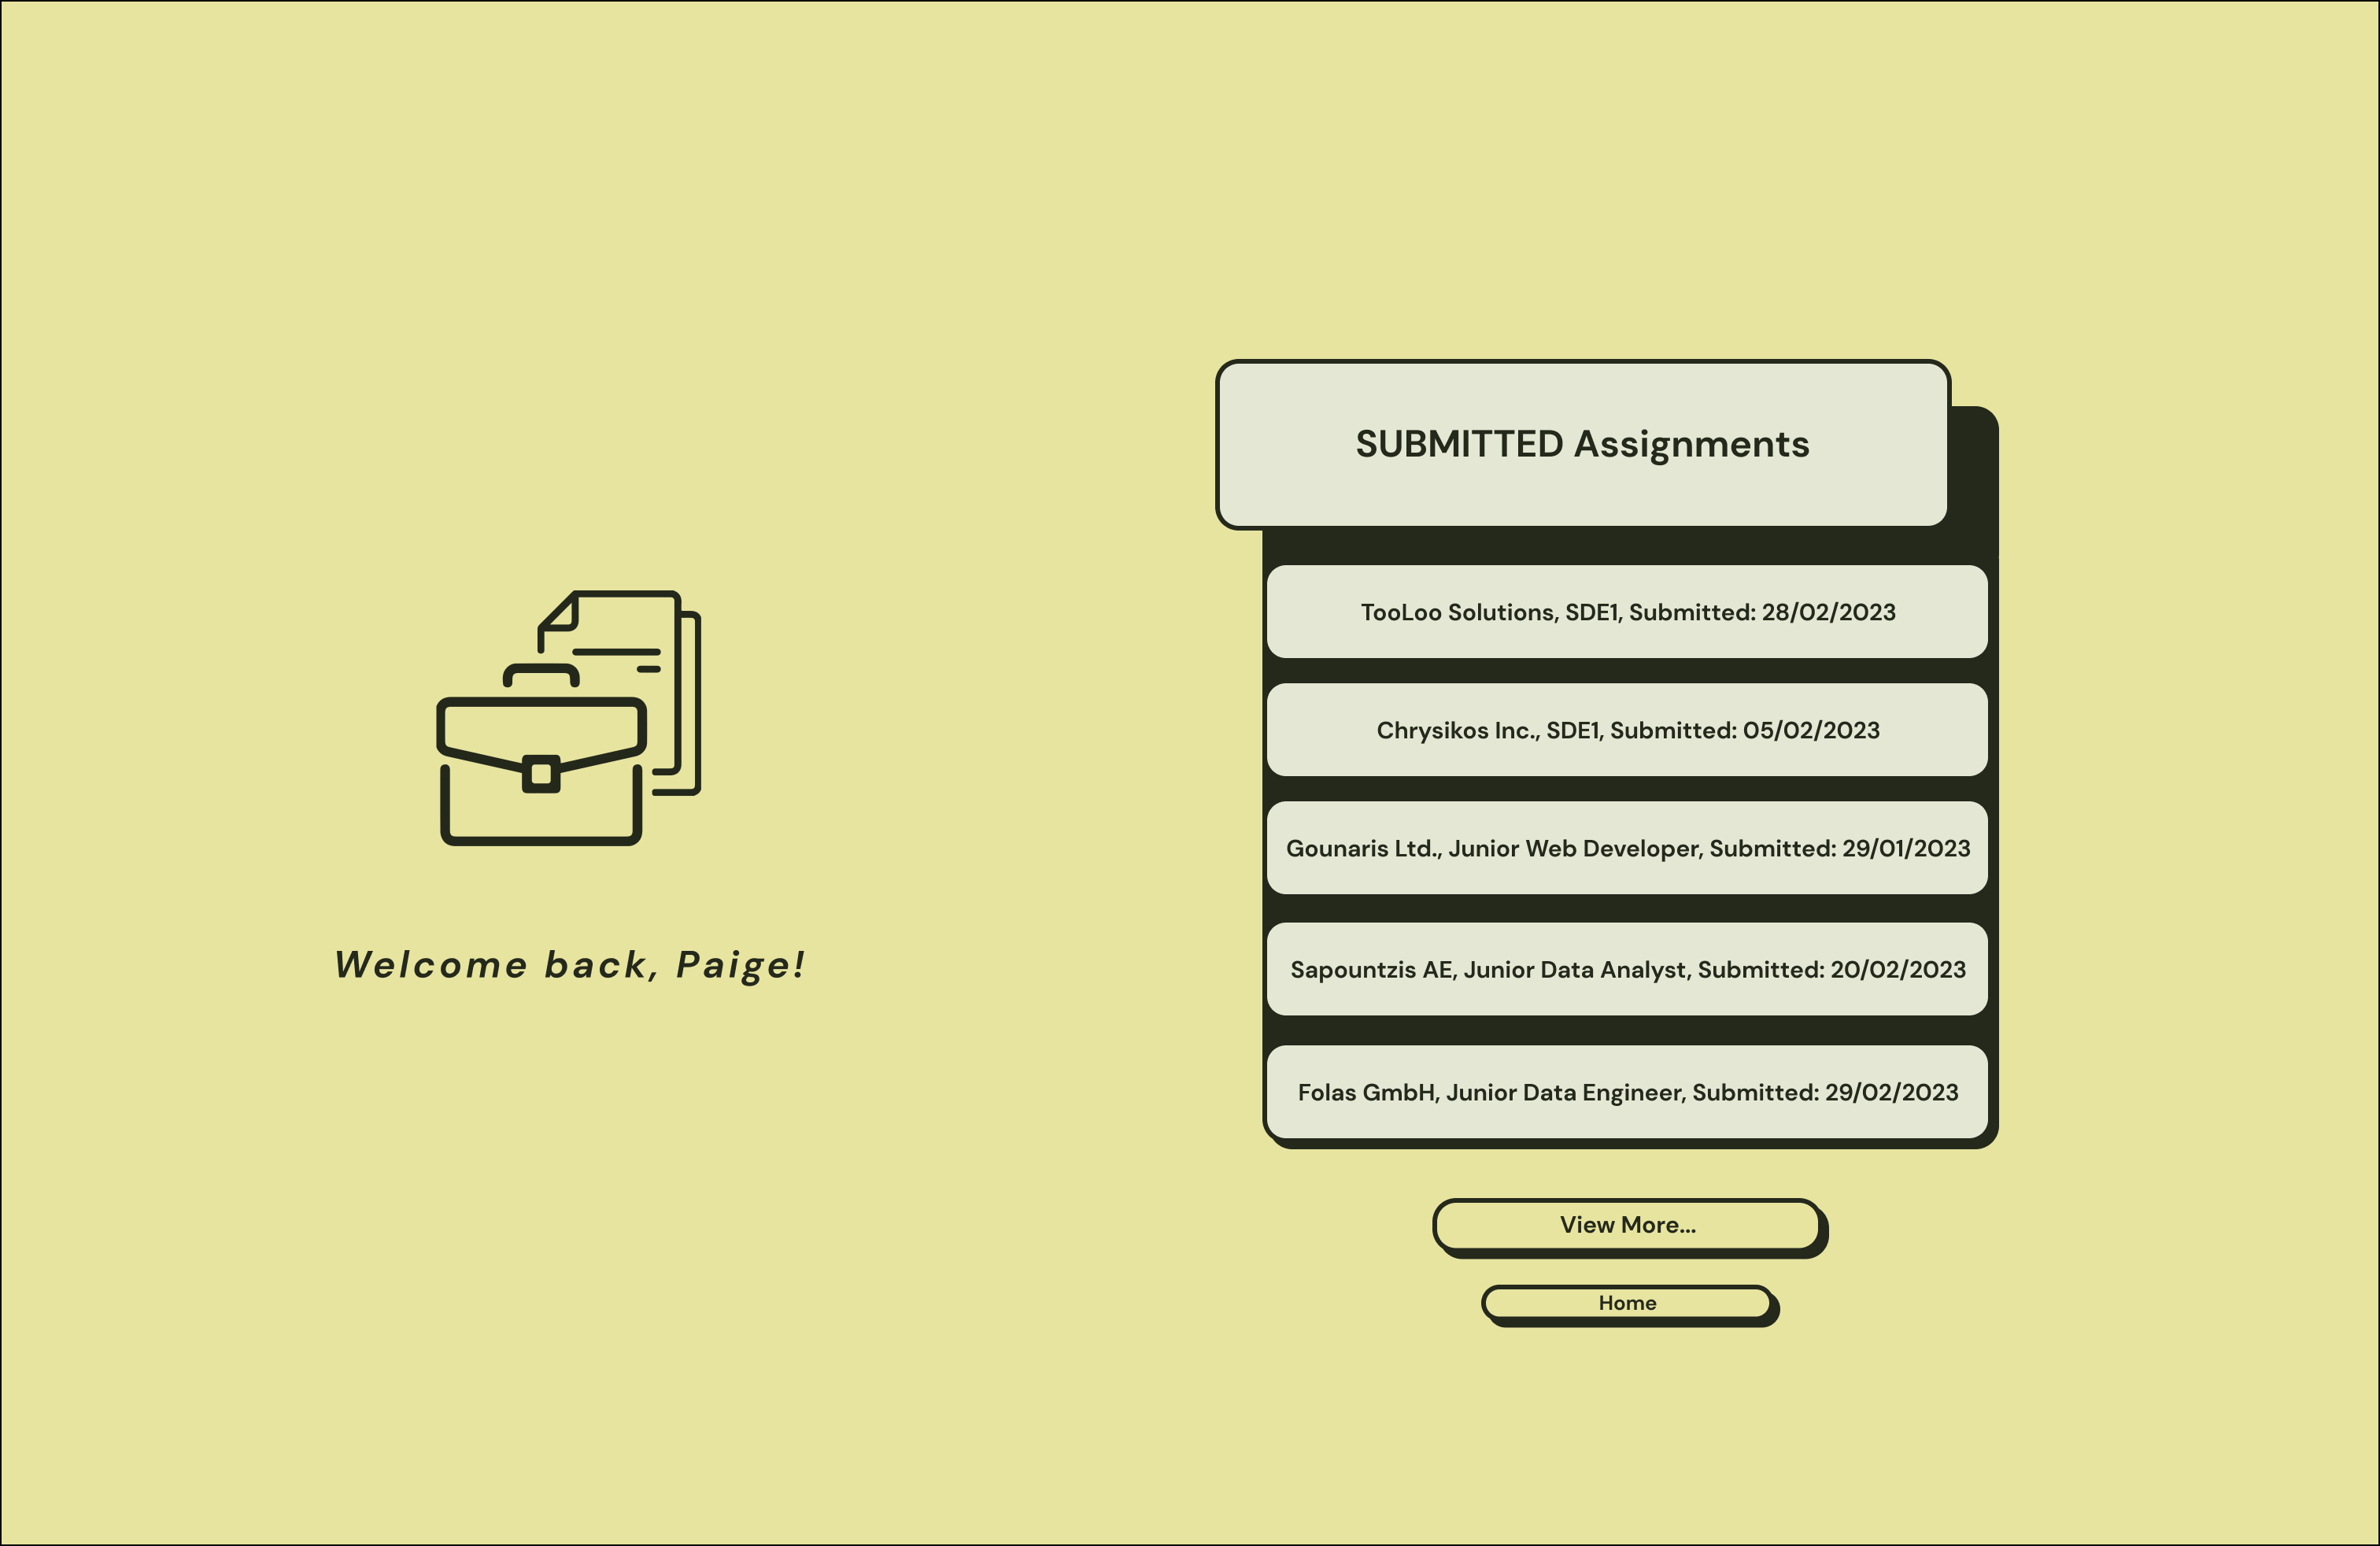 SUBMITTED Assignments
TooLoo Solutions, SDE1, Submitted: 28/02/2023
Chrysikos Inc., SDE1, Submitted: 05/02/2023
Gounaris Ltd., Junior Web Developer, Submitted: 29/01/2023
Sapountzis AE, Junior Data Analyst, Submitted: 20/02/2023
Folas GmbH, Junior Data Engineer, Submitted: 29/02/2023
Welcome back, Paige!
View More...
Home